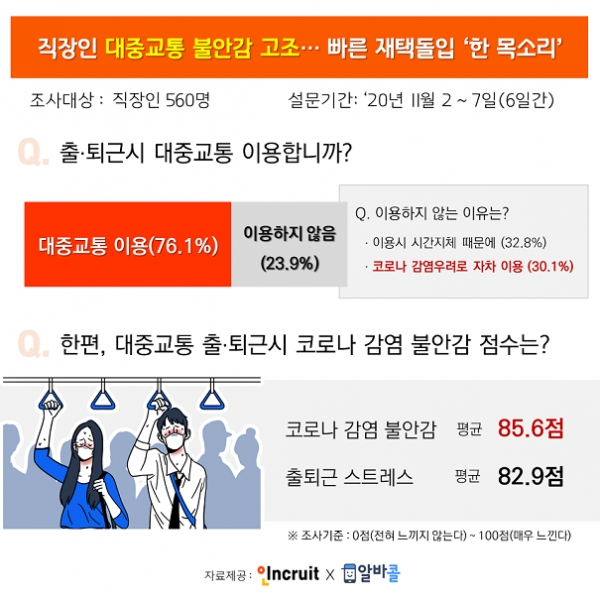 직장인 대중교통 불안감 고조… 빠른 재택돌입 ‘한 목소리’
조사대상 : 직장인 560명
설문기간: ‘20년 11월 2 ~ 7일(6일간)
Q. 출·퇴근시 대중교통 이용합니까?
대중교통 이용(76.1%)
이용하지 않음
(23.9%)
Q. 이용하지 않는 이유는?
· 이용시 시간지체 때문에 (32.8%)
· 코로나 감염우려로 자차 이용 (30.1%)
Q. 한편, 대중교통 출·퇴근시 코로나 감염 불안감 점수는?
코로나 감염 불안감 평균 85.6점
출퇴근 스트레스 평균 82.9점
※ 조사기준 : 0점(전혀 느끼지 않는다) ~ 100점(매우 느낀다)
자료제공 : 인incruit X 알바콜